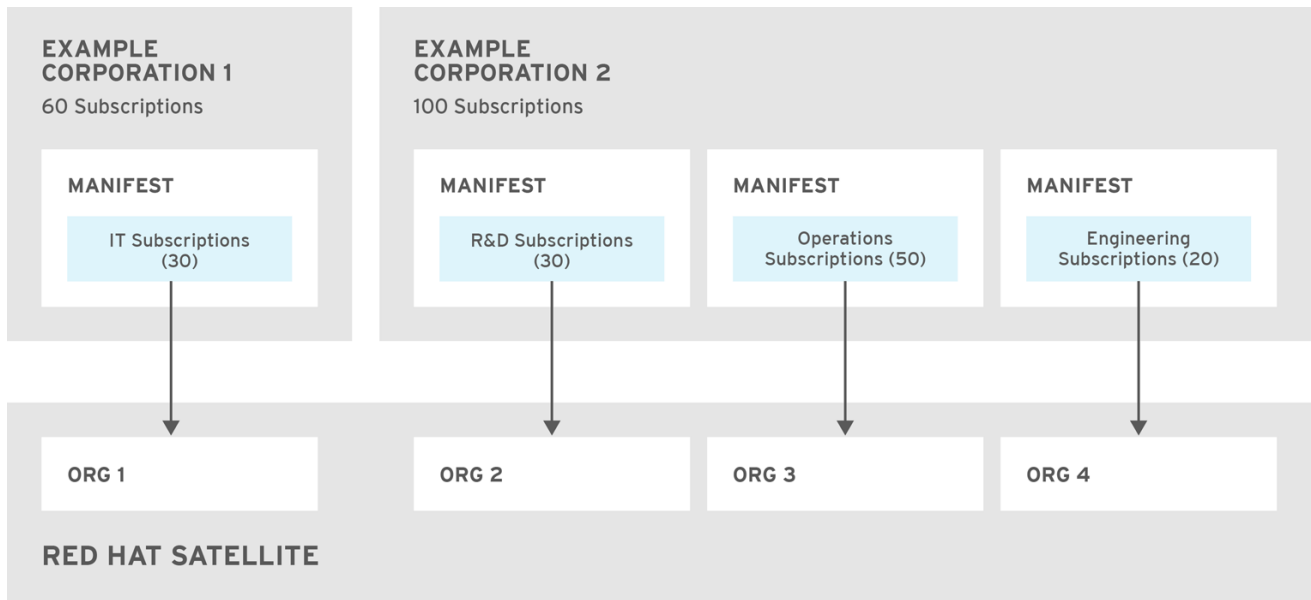 EXAMPLE
CORPORATION 1
60 Subscriptions
MANIFEST
IT Subscriptions
(30)
EXAMPLE
CORPORATION 2
100 Subscriptions
MANIFEST
R&D Subscriptions
(30)
MANIFEST
Operations
Subscriptions (50)
MANIFEST
Engineering
Subscriptions (20)
ORG 1
ORG 2
ORG 3
ORG 4
RED HAT SATELLITE